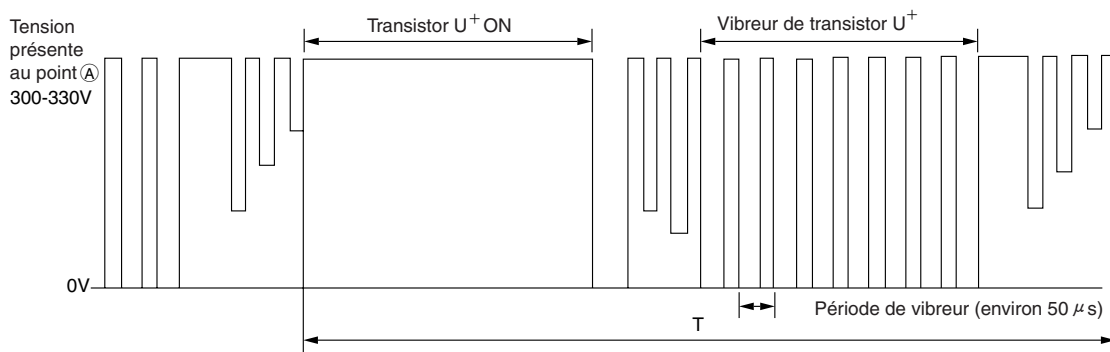 Tension
présente
au point Ⓐ
300-330V
Transistor U⁺ ON
Vibreur de transistor U⁺
0V
Période de vibreur (environ 50 μs)
T